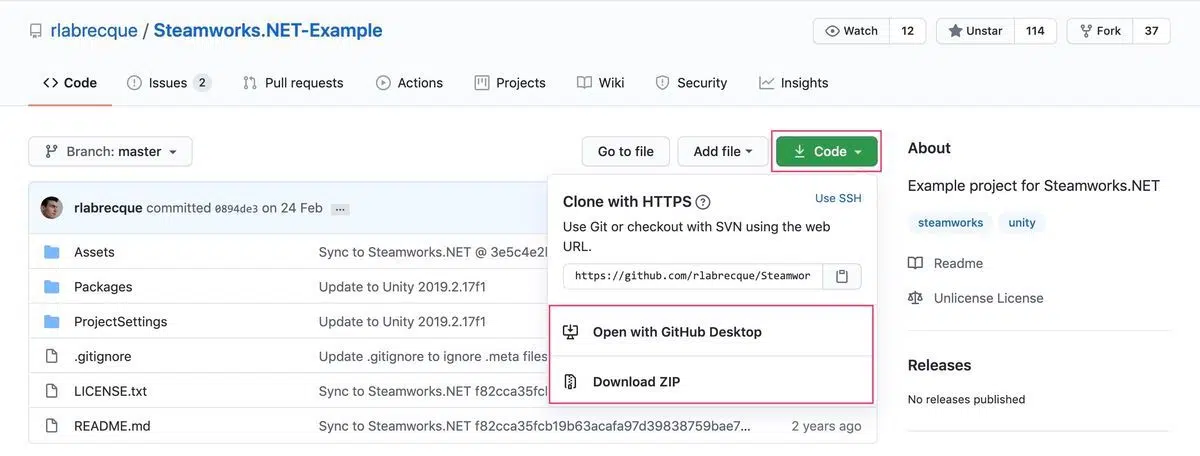 rlabrecque / Steamworks.NET-Example
Watch 12
Unstar 114
Fork 37
Code
Issues 2
Pull requests
Actions
Projects
Wiki
Security
Insights
Branch: master
Go to file
Add file
Code
rlabrecque committed 0894de3 on 24 Feb ...
Clone with HTTPS ?
Use SSH
Use Git or checkout with SVN using the web
URL.
https://github.com/rlabrecque/Steamwor
Open with GitHub Desktop
Download ZIP
Assets Sync to Steamworks.NET @ 3e5c4e2
Packages Update to Unity 2019.2.17f1
ProjectSettings Update to Unity 2019.2.17f1
.gitignore Update .gitignore to ignore .meta files
LICENSE.txt Sync to Steamworks.NET f82cca35fc
README.md Sync to Steamworks.NET f82cca35fcb19b63acafa97d39838759bae7... 2 years ago
About
Example project for Steamworks.NET
steamworks unity
Readme
Unlicense License
Releases
No releases published